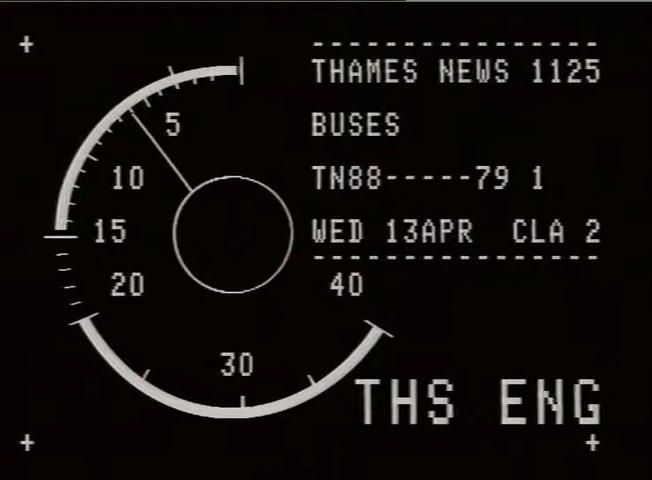 ----------------
THAMES NEWS 1125
BUSES
TN88-----79 1
WED 13APR  CLA 2
----------------
5
10
15
20
30
40
THS ENG